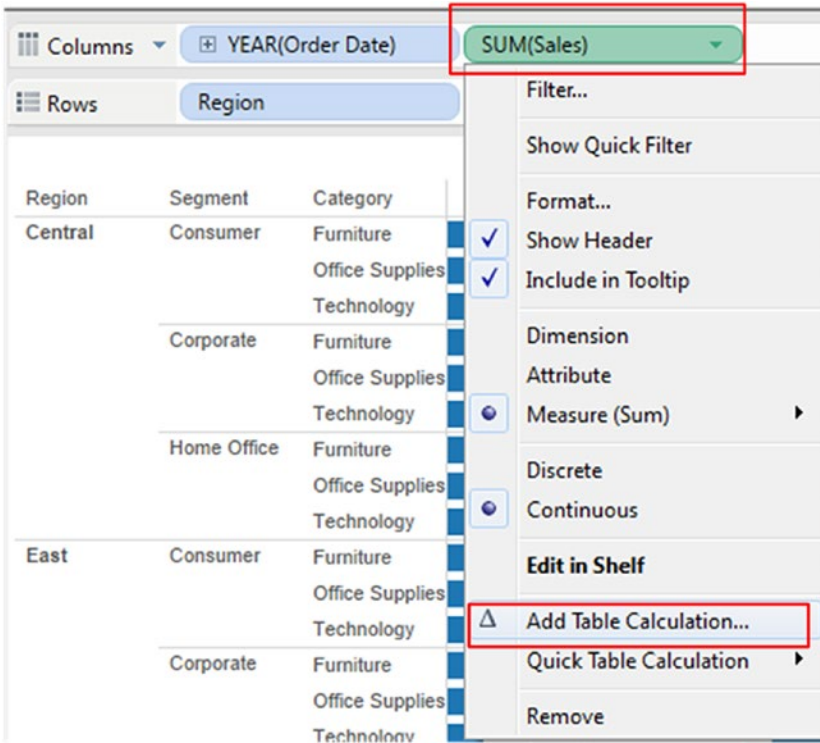 Columns YEAR(Order Date) SUM(Sales)
Rows Region
Filter...
Show Quick Filter
Format...
Show Header
Include in Tooltip
Dimension
Attribute
Measure (Sum)
Discrete
Continuous
Edit in Shelf
Δ Add Table Calculation...
Quick Table Calculation
Remove
Region Segment Category
Central Consumer Furniture
Office Supplies
Technology
Corporate Furniture
Office Supplies
Technology
Home Office Furniture
Office Supplies
Technology
East Consumer Furniture
Office Supplies
Technology
Corporate Furniture
Office Supplies
Technology